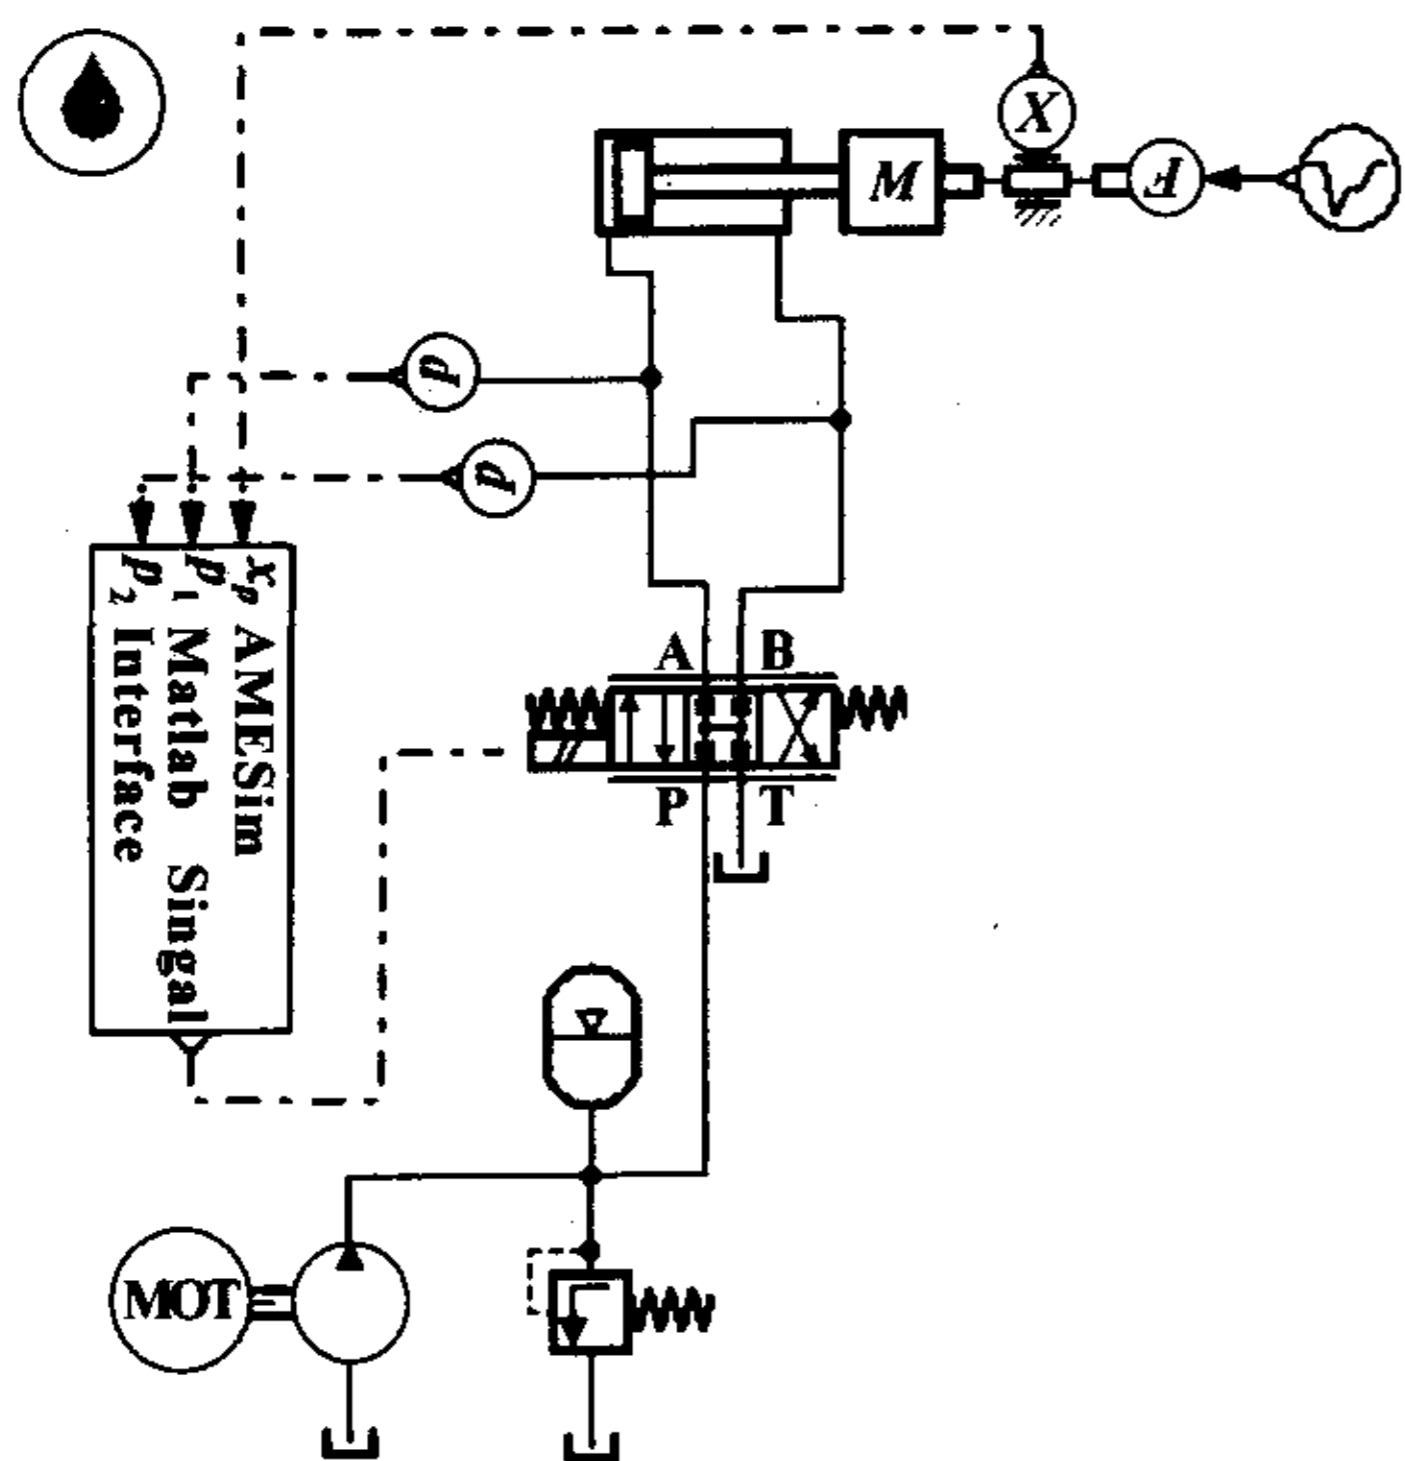 X
M
F
p
p
x_p AMESim
p_1 Matlab Singal
p_2 Interface
A B
P T
MOT